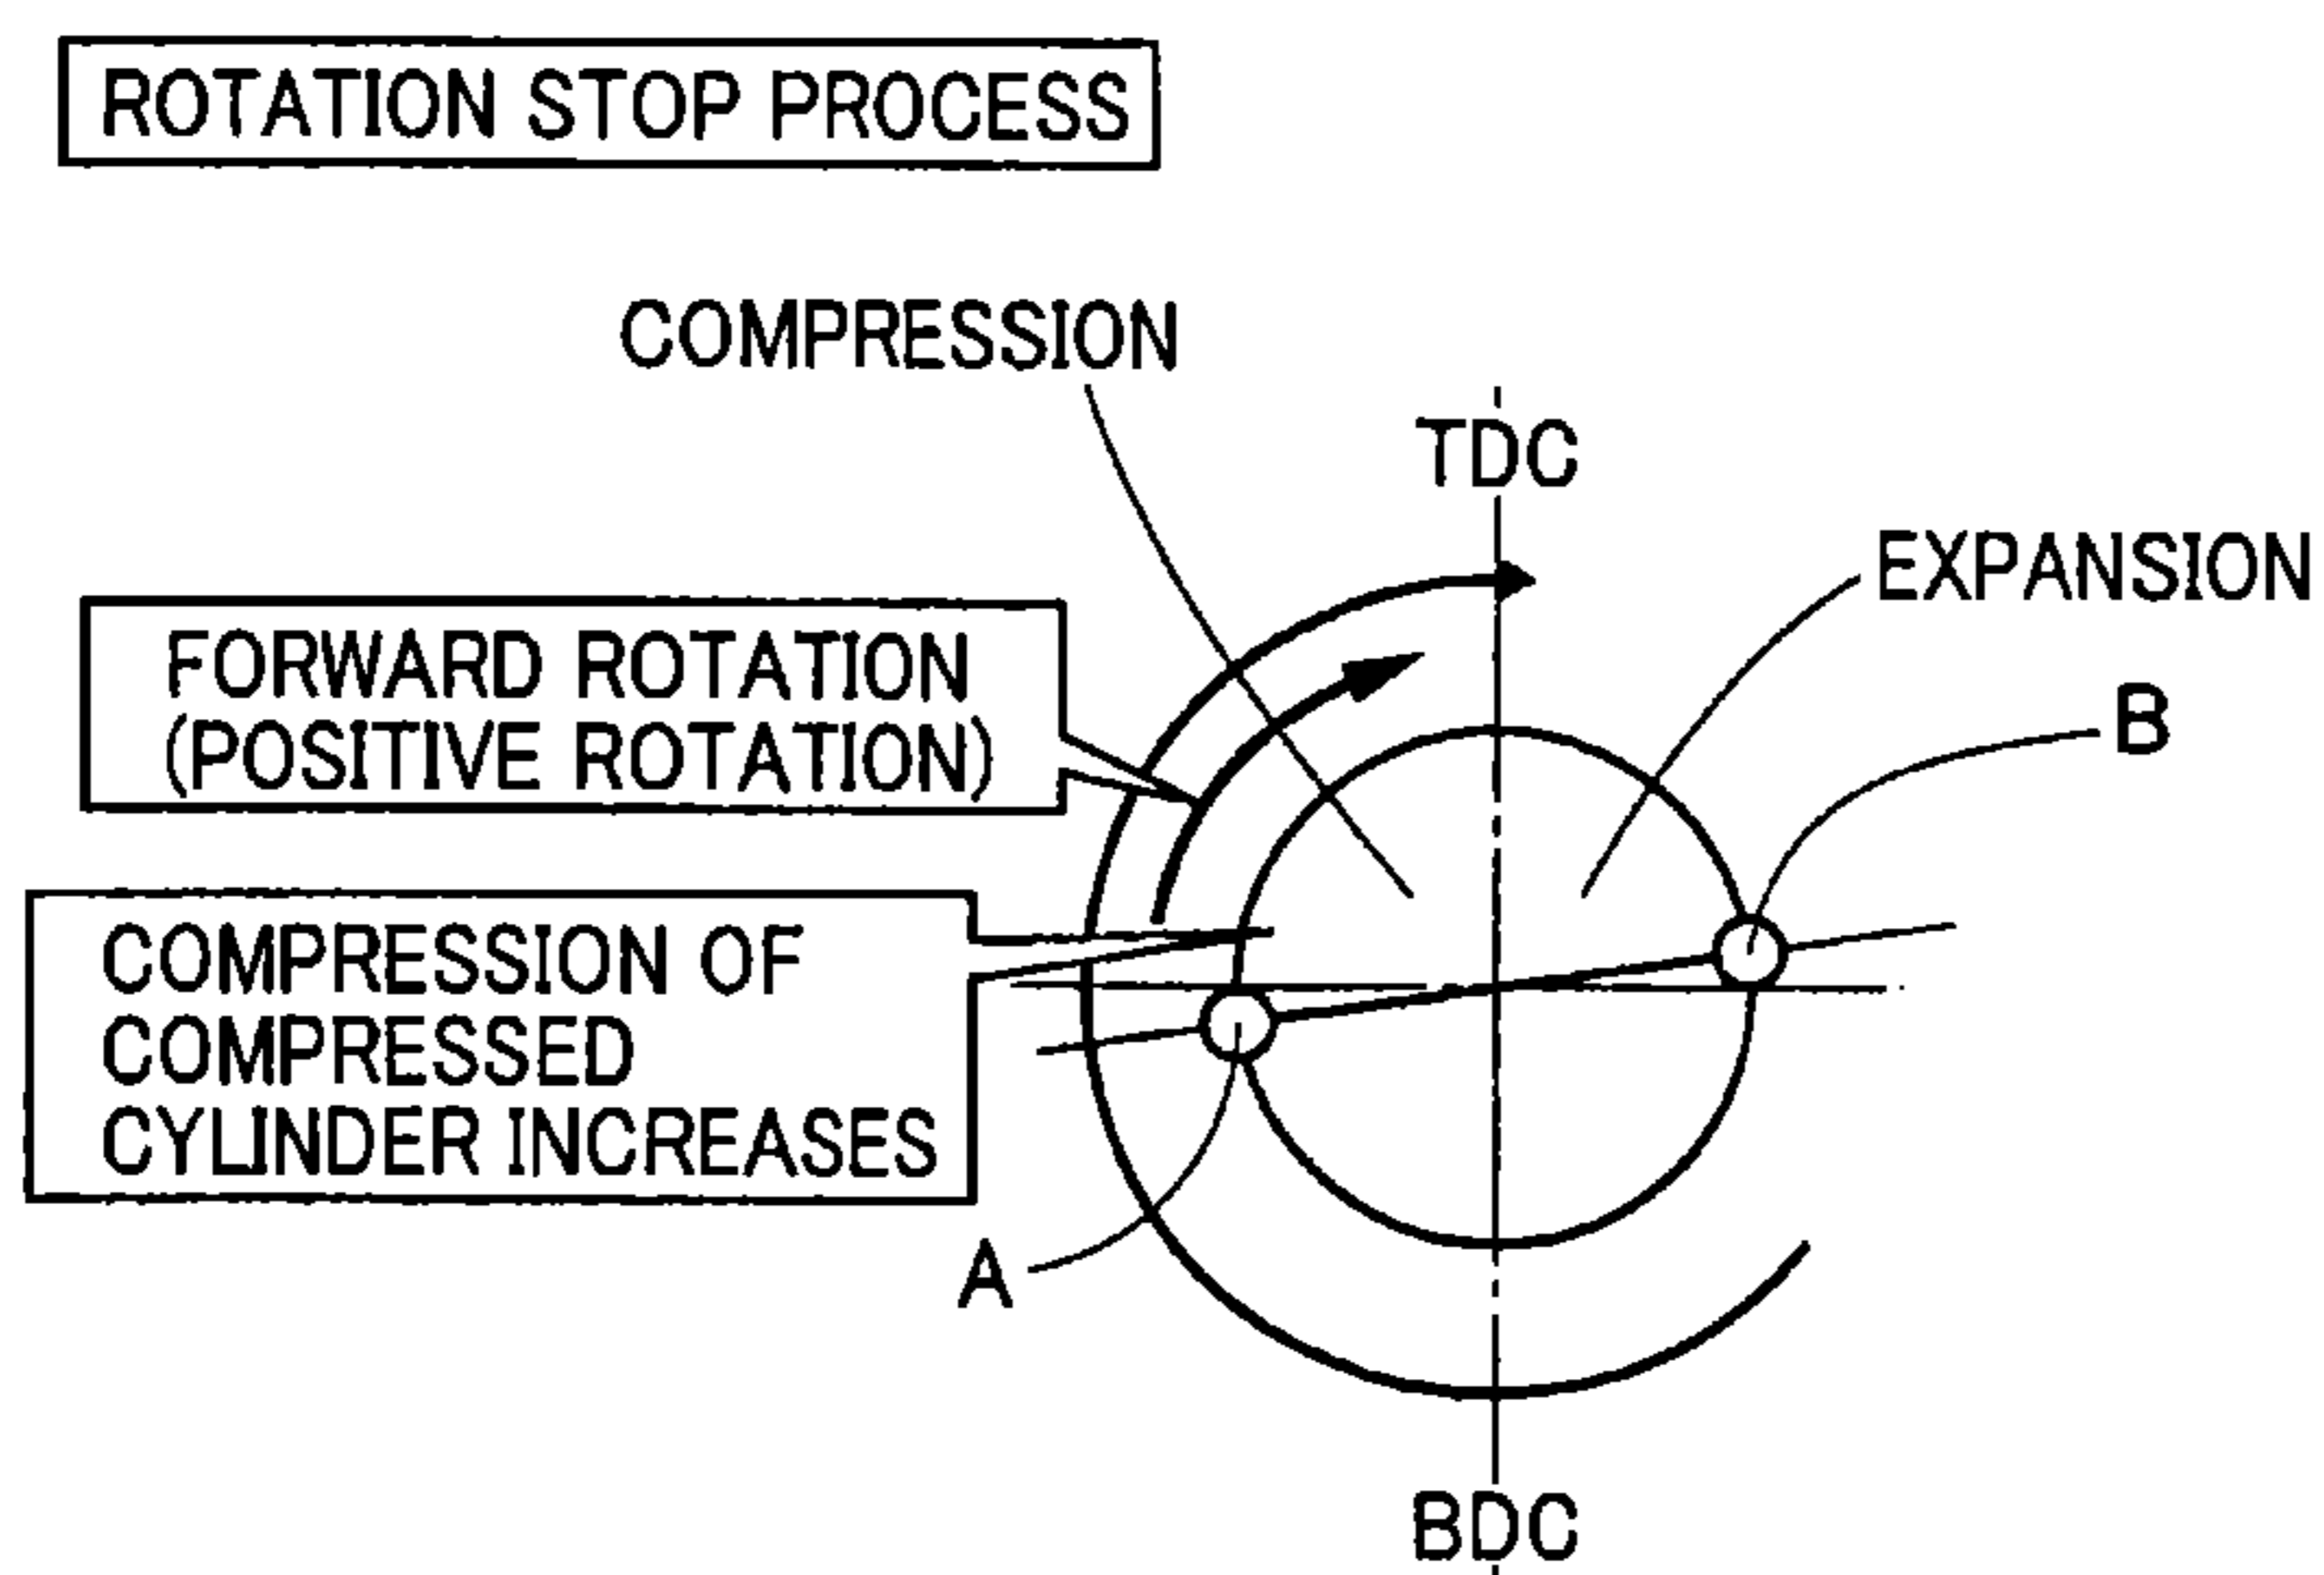 ROTATION STOP PROCESS
COMPRESSION
TDC
EXPANSION
FORWARD ROTATION
(POSITIVE ROTATION)
B
COMPRESSION OF
COMPRESSED
CYLINDER INCREASES
A
BDC